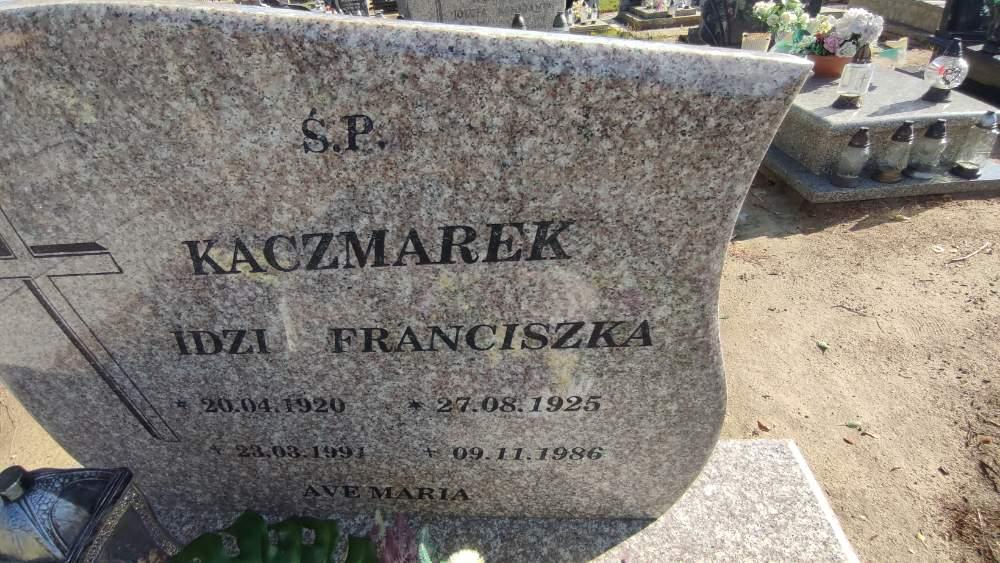 Ś.P.
KACZMAREK
IDZI FRANCISZKA
* 20.04.1920 * 27.08.1925
+ 23.03.1991 + 09.11.1986
AVE MARIA